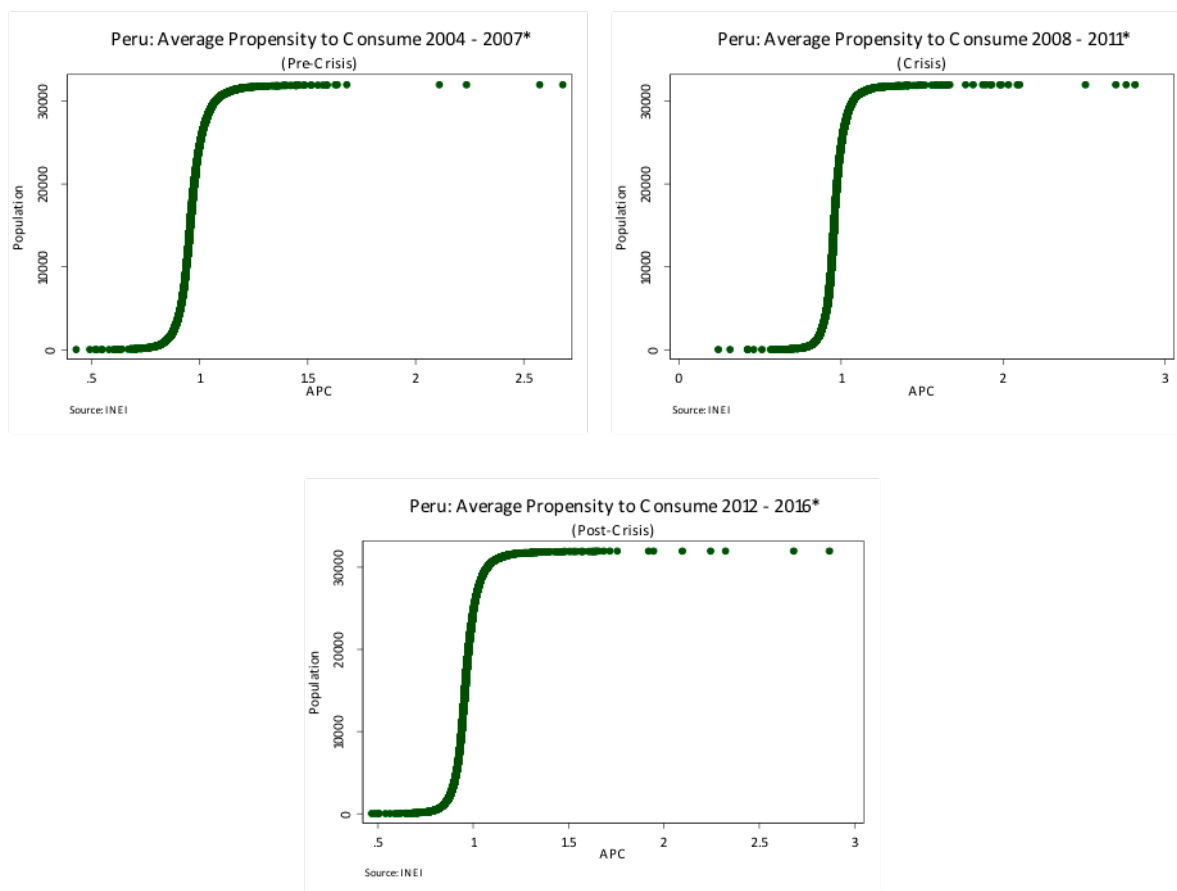 Peru: Average Propensity to Consume 2004 - 2007*
(Pre-Crisis)
30000
20000
10000
0
Population
.5
1
1.5
2
2.5
APC
Source: INEI
Peru: Average Propensity to Consume 2008 - 2011*
(Crisis)
30000
20000
10000
0
Population
0
1
2
3
APC
Source: INEI
Peru: Average Propensity to Consume 2012 - 2016*
(Post-Crisis)
30000
20000
10000
0
Population
.5
1
1.5
2
2.5
3
APC
Source: INEI